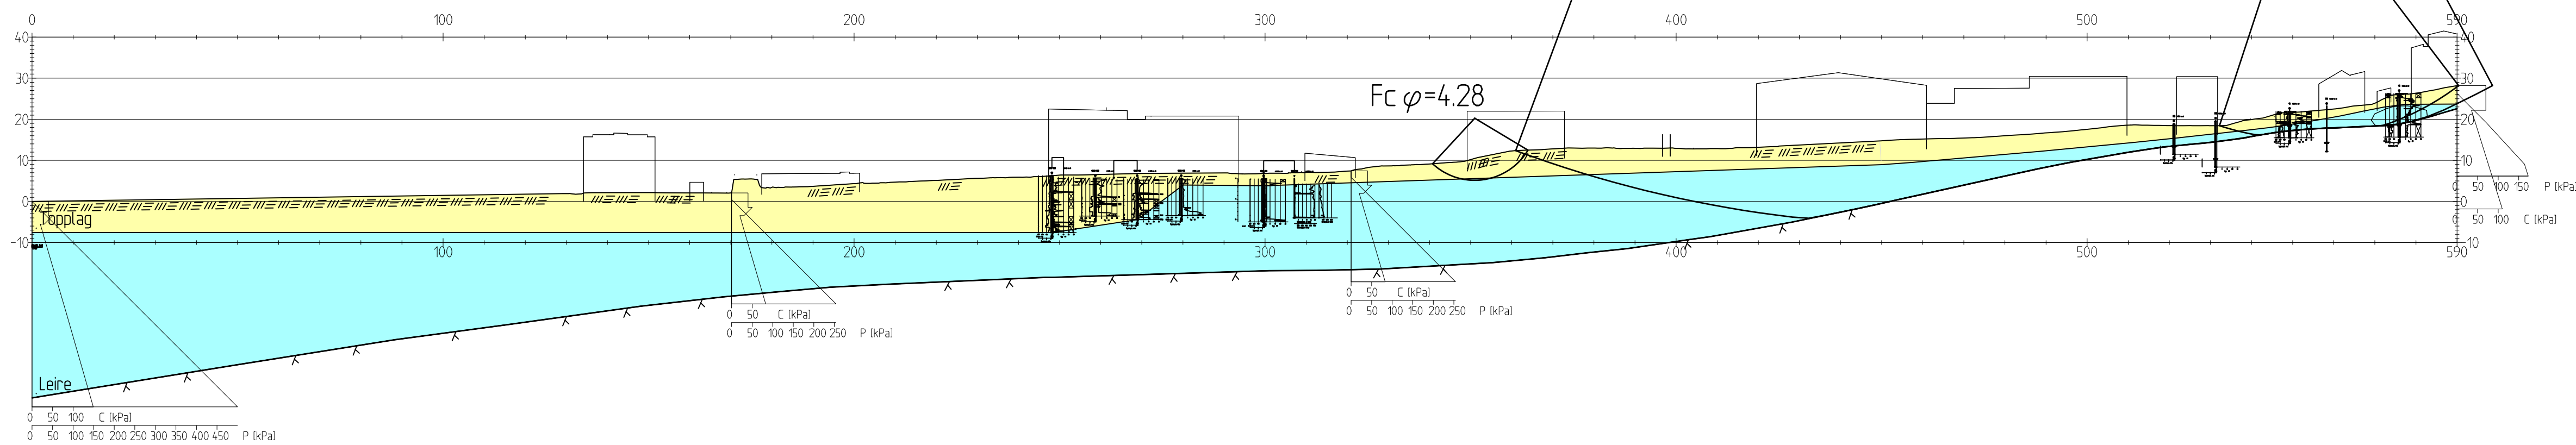 0 100 200 300 400 500 590
40 40
30 30
Fc φ=4.28
20 20
10 10
0 50 100 150 P [kPa]
0 0
0 50 100 C [kPa]
Topplag
-10 -10
100 200 300 400 500 590
0 50 C [kPa]
0 50 100 150 200 250 P [kPa]
0 50 C [kPa]
0 50 100 150 200 250 P [kPa]
Leire
0 50 100 C [kPa]
0 50 100 150 200 250 300 350 400 450 P [kPa]